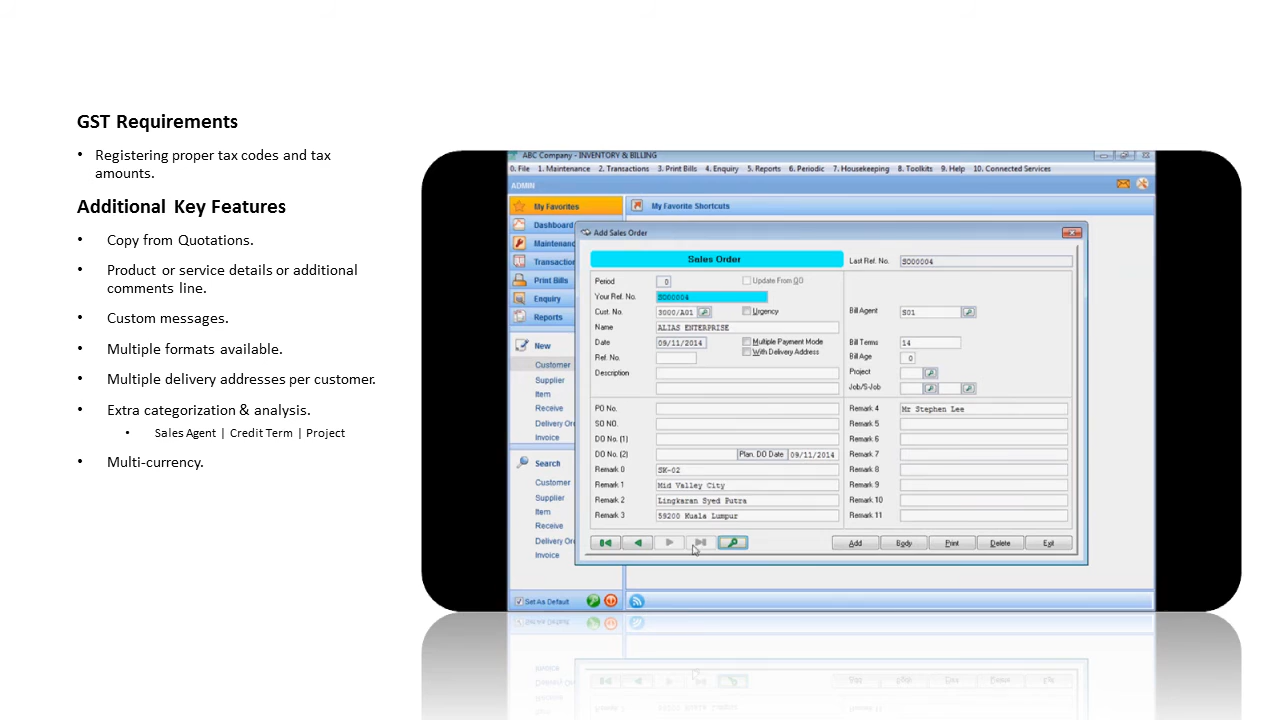 GST Requirements
• Registering proper tax codes and tax
amounts.
Additional Key Features
• Copy from Quotations.
• Product or service details or additional
comments line.
• Custom messages.
• Multiple formats available.
• Multiple delivery addresses per customer.
• Extra categorization & analysis.
• Sales Agent | Credit Term | Project
• Multi-currency.
ABC Company - INVENTORY & BILLING
0. File 1. Maintenance 2. Transactions 3. Print Bills 4. Enquiry 5. Reports 6. Periodic 7. Housekeeping 8. Toolkits 9. Help 10. Connected Services
ADMIN
My Favorites
My Favorite Shortcuts
Dashboard
Maintenanc
Transaction
Print Bills
Enquiry
Reports
New
Customer
Supplier
Item
Receive
Delivery Or
Invoice
Search
Customer
Supplier
Item
Receive
Delivery Or
Invoice
Set As Default
Add Sales Order
Sales Order
Last Ref. No. SO00004
Period 0 Update From QO
Your Ref. No. SO00004
Cust. No. 3000/A01 Urgency
Bill Agent S01
Name ALIAS ENTERPRISE
Date 09/11/2014 Multiple Payment Mode
Bill Terms 14
With Delivery Address
Ref. No.
Bill Age 0
Description
Project
Job/S-Job
PO No.
Remark 4 Mr Stephen Lee
SO NO.
Remark 5
DO No. (1)
Remark 6
DO No. (2) Plan. DO Date 09/11/2014
Remark 7
Remark 0 SK-02
Remark 8
Remark 1 Mid Valley City
Remark 9
Remark 2 Lingkaran Syed Putra
Remark 10
Remark 3 59200 Kuala Lumpur
Remark 11
Add Body Print Delete Exit